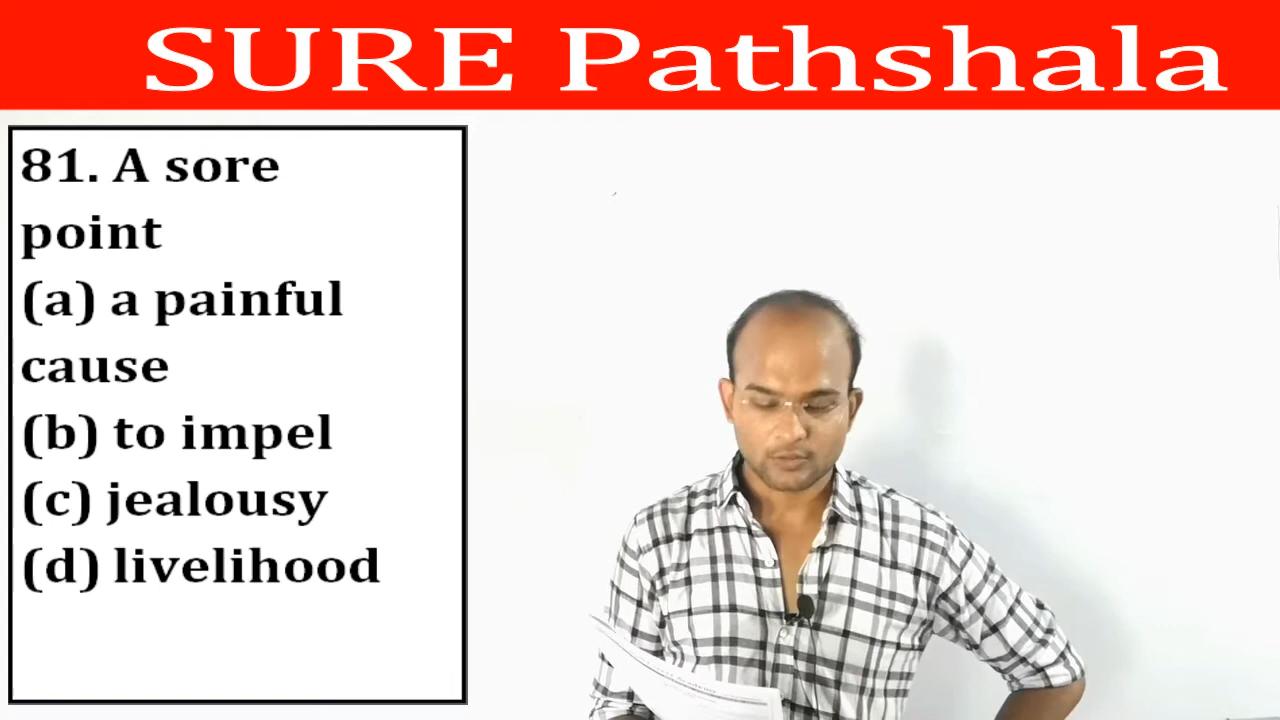 SURE Pathshala
81. A sore
point
(a) a painful
cause
(b) to impel
(c) jealousy
(d) livelihood